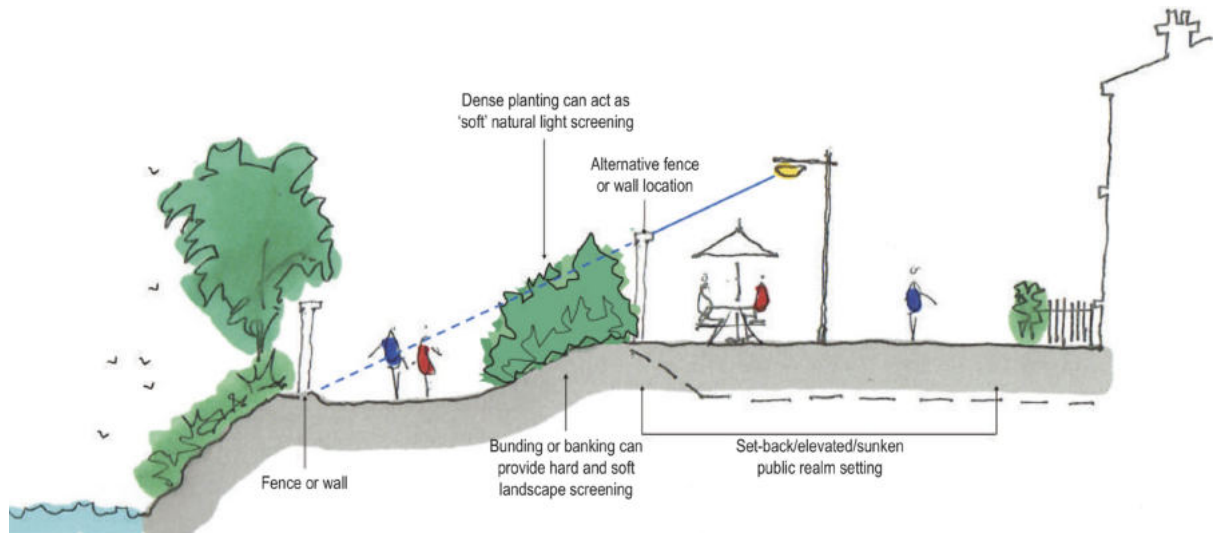 Dense planting can act as
‘soft’ natural light screening
Alternative fence
or wall location
Fence or wall
Bunding or banking can
provide hard and soft
landscape screening
Set-back/elevated/sunken
public realm setting